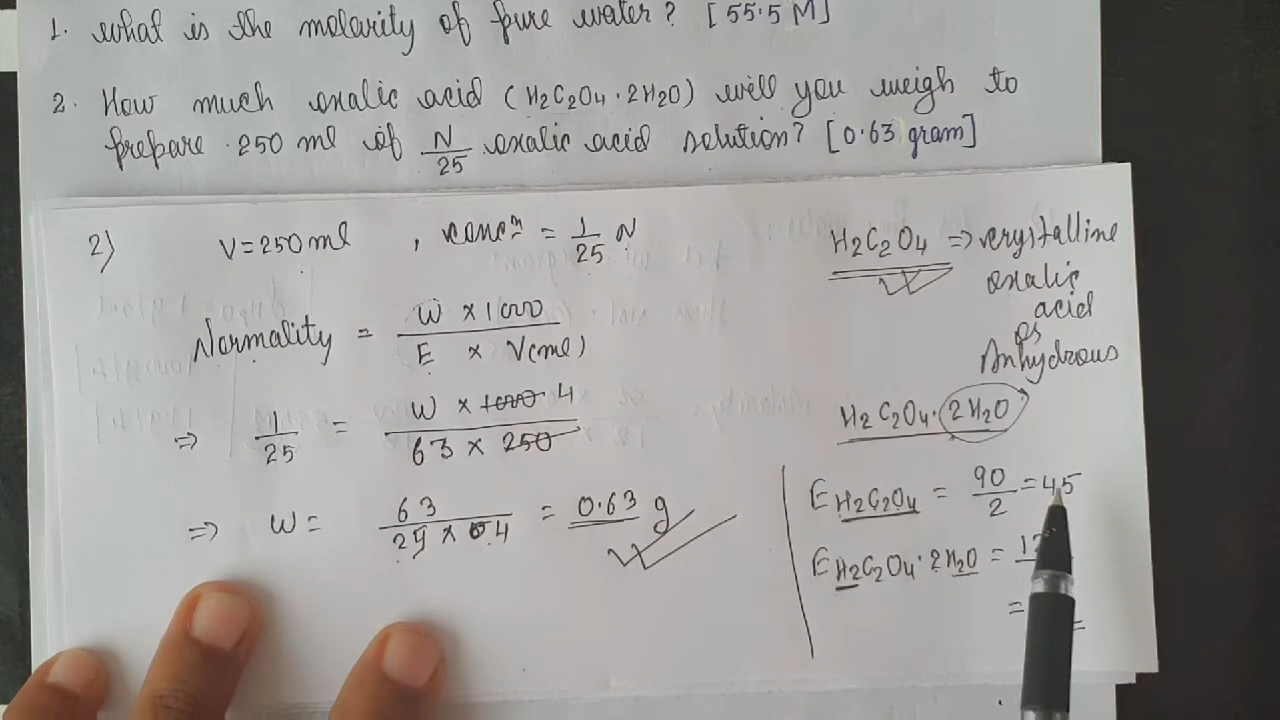 1. what is the molarity of pure water? [55.5 M]
2. How much oxalic acid (H2C2O4·2H2O) will you weigh to
prepare 250 ml of N/25 oxalic acid solution? [0.63 gram]
2) V=250 ml , concn = 1/25 N
Normality = W × 1000 / E × V(ml)
⇒ 1/25 = W × 1000 4 / 63 × 250
⇒ W = 63 / 25 × 4 = 0.63 g
H2C2O4 ⇒ crystalline
oxalic
acid
Anhydrous
H2C2O4·2H2O
E H2C2O4 = 90/2 = 45
E H2C2O4·2H2O =
=